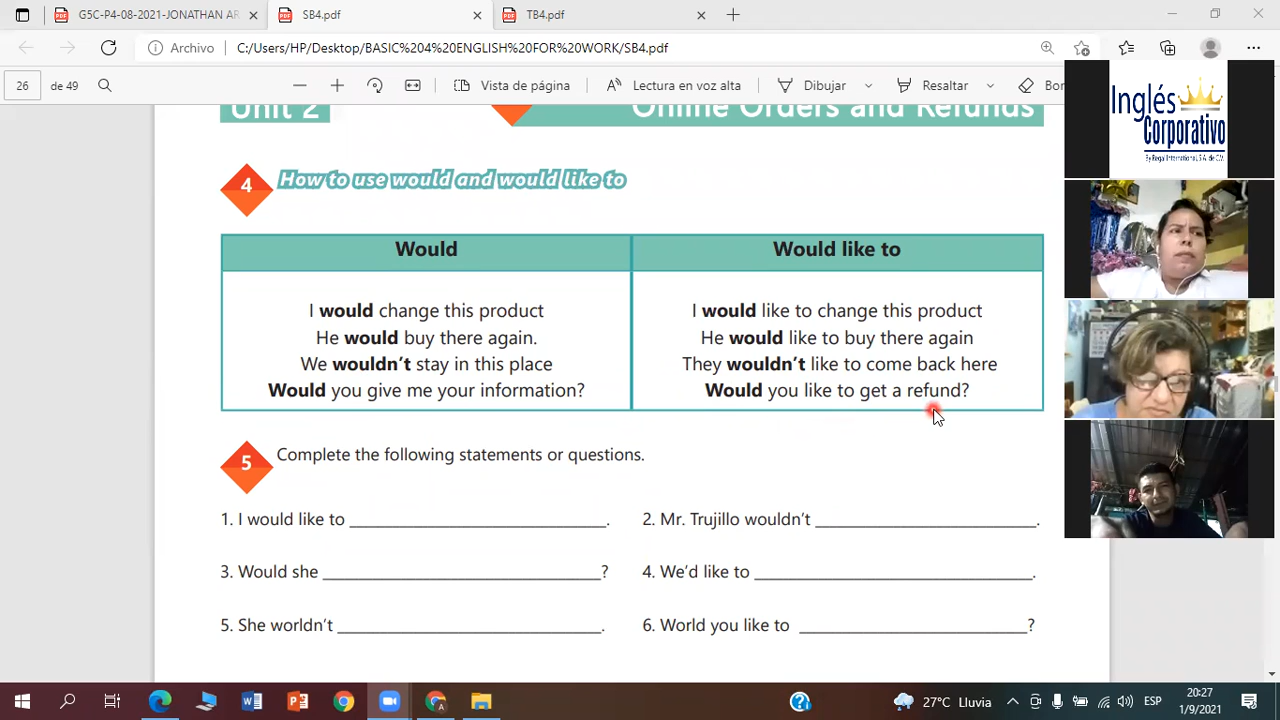 G5C-P4-08-2021-JONATHAN AR
SB4.pdf
TB4.pdf
Archivo
C:/Users/HP/Desktop/BASIC%204%20ENGLISH%20FOR%20WORK/SB4.pdf
26 de 49
Vista de página
Lectura en voz alta
Dibujar
Resaltar
Bor
Inglés
Corporativo
Unit 2
Online Orders and Refunds
4
How to use would and would like to
Would
Would like to
I would change this product
He would buy there again.
We wouldn't stay in this place
Would you give me your information?
I would like to change this product
He would like to buy there again
They wouldn't like to come back here
Would you like to get a refund?
5
Complete the following statements or questions.
1. I would like to ____________________________.
2. Mr. Trujillo wouldn't ________________________.
3. Would she ______________________________?
4. We'd like to ______________________________.
5. She worldn't _____________________________.
6. World you like to _________________________?
27°C Lluvia
ESP
20:27
1/9/2021